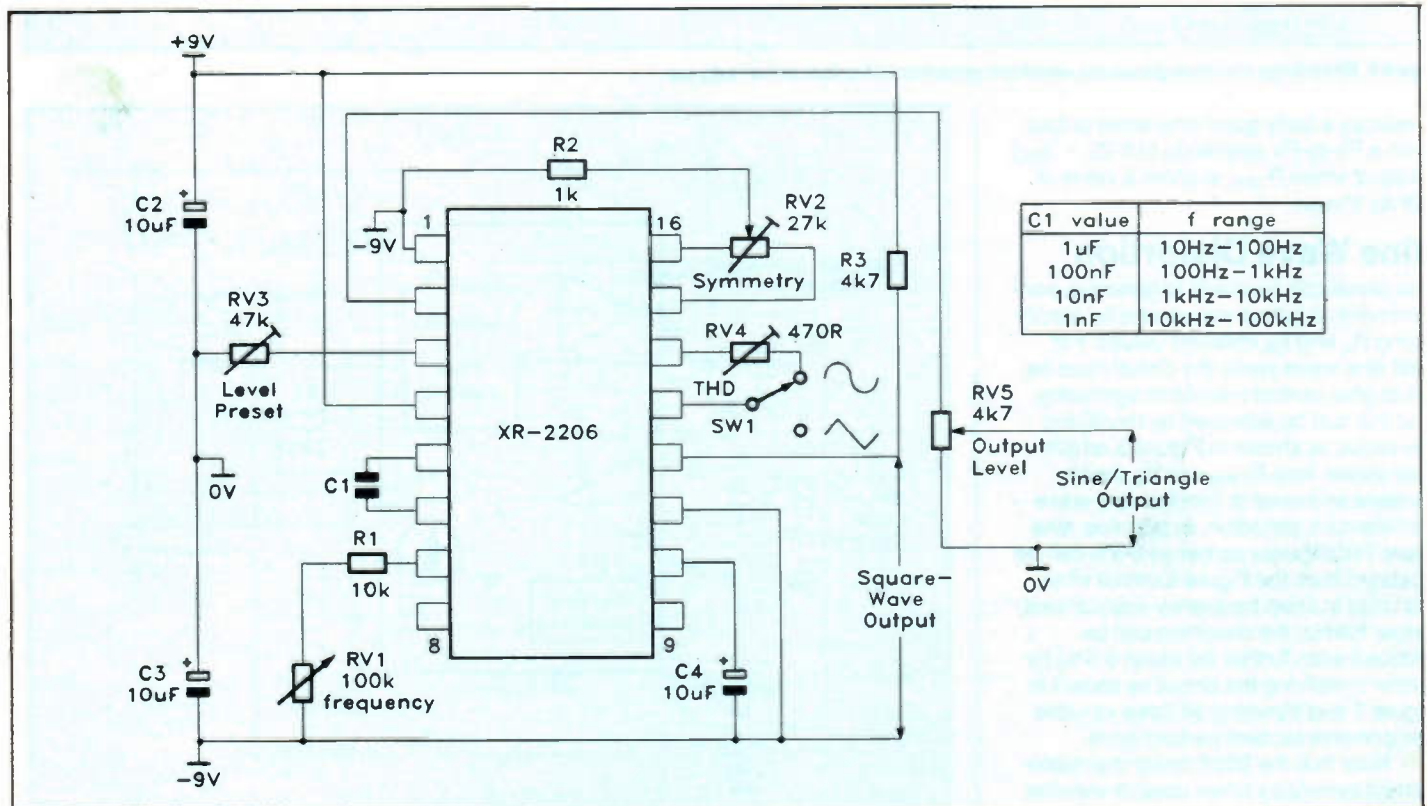 +9V
R2
1k
C2
10uF
-9V
1
16
RV2
27k
Symmetry
R3
4k7
C1 value f range
1uF 10Hz-100Hz
100nF 100Hz-1kHz
10nF 1kHz-10kHz
1nF 10kHz-100kHz
RV3
47k
Level
Preset
RV4
470R
THD
SW1
XR-2206
RV5
4k7
Output
Level
0V
C1
Sine/Triangle
Output
R1
10k
0V
Square-
Wave
Output
8
9
C3
10uF
RV1
100k
frequency
C4
10uF
-9V